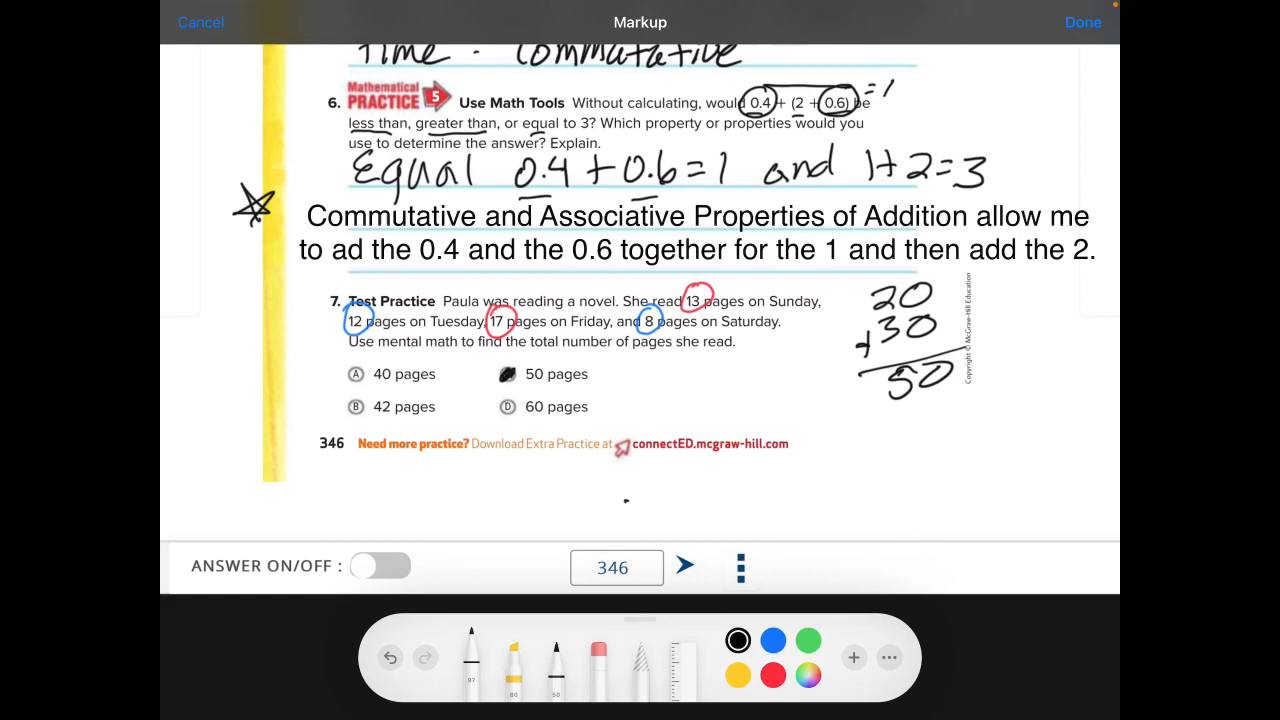 Cancel
Markup
Done
Time - Commutative
6. Mathematical PRACTICE 5 Use Math Tools Without calculating, would 0.4 + (2 + 0.6) be =1
less than, greater than, or equal to 3? Which property or properties would you
use to determine the answer? Explain.
Equal 0.4 + 0.6 = 1 and 1+2=3
Commutative and Associative Properties of Addition allow me
to ad the 0.4 and the 0.6 together for the 1 and then add the 2.
7. Test Practice Paula was reading a novel. She read 13 pages on Sunday,
12 pages on Tuesday, 17 pages on Friday, and 8 pages on Saturday.
Use mental math to find the total number of pages she read.
A 40 pages
50 pages
B 42 pages
D 60 pages
20
+30
50
Copyright © McGraw-Hill Education
346 Need more practice? Download Extra Practice at connectED.mcgraw-hill.com
ANSWER ON/OFF :
346
97
80
50